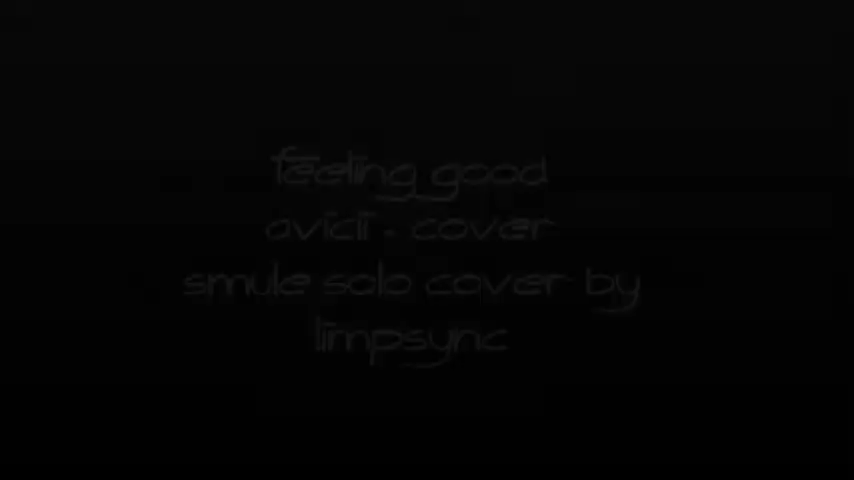 feeling good
avicii - cover
smule solo cover by
limpsync